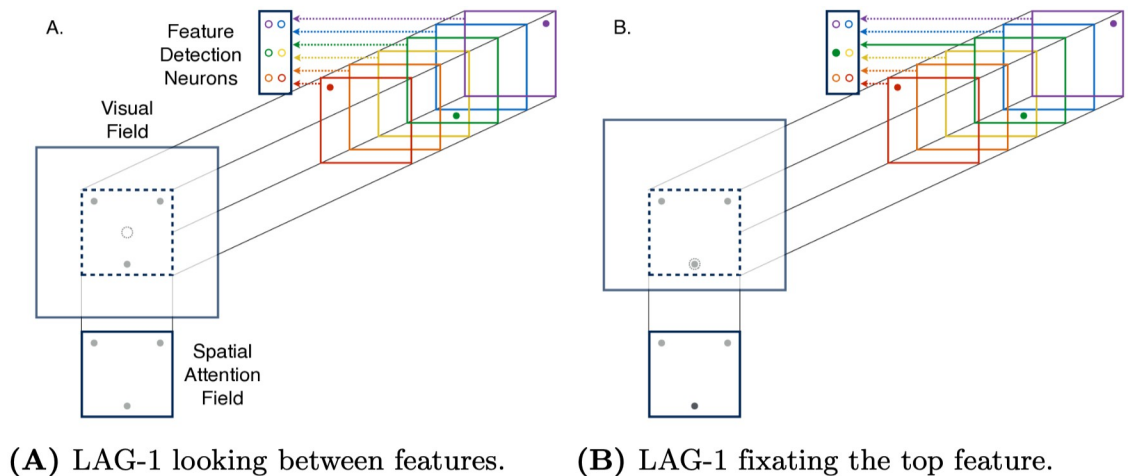 A.
Feature
Detection
Neurons
Visual
Field
Spatial
Attention
Field
B.
(A) LAG-1 looking between features.
(B) LAG-1 fixating the top feature.